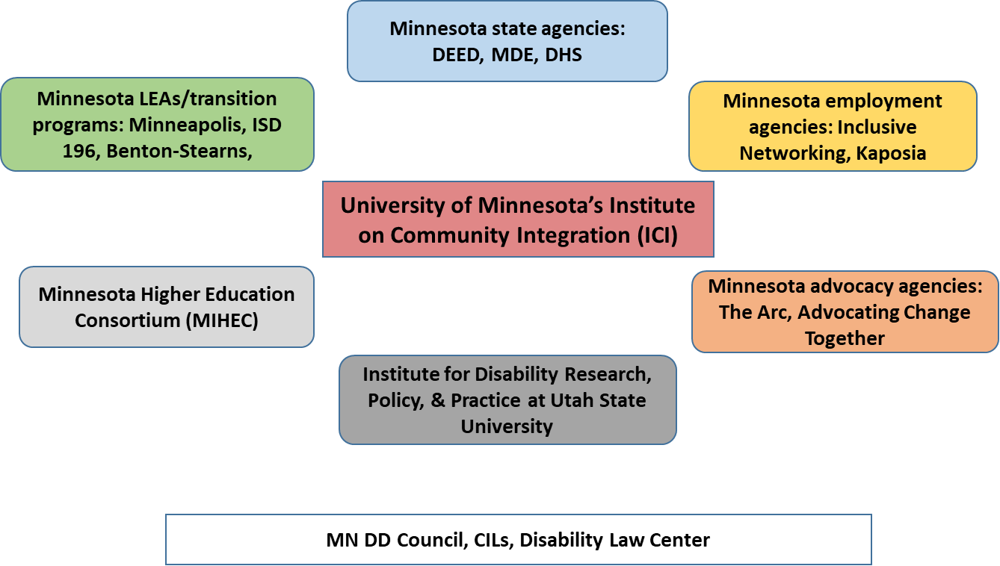 Minnesota state agencies:
DEED, MDE, DHS
Minnesota LEAs/transition
programs: Minneapolis, ISD
196, Benton-Stearns,
Minnesota employment
agencies: Inclusive
Networking, Kaposia
University of Minnesota’s Institute
on Community Integration (ICI)
Minnesota Higher Education
Consortium (MIHEC)
Minnesota advocacy agencies:
The Arc, Advocating Change
Together
Institute for Disability Research,
Policy, & Practice at Utah State
University
MN DD Council, CILs, Disability Law Center